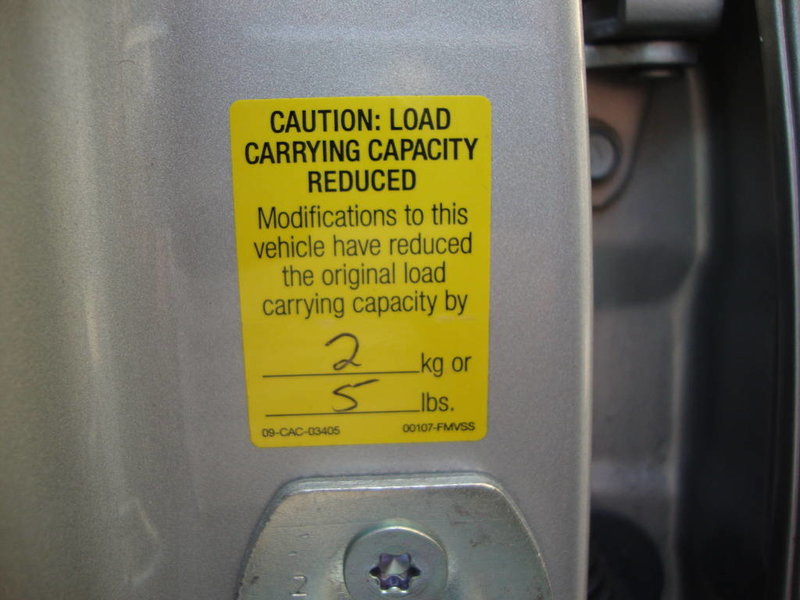 CAUTION: LOAD
CARRYING CAPACITY
REDUCED
Modifications to this
vehicle have reduced
the original load
carrying capacity by
2 kg or
5 lbs.
09-CAC-03405 00107-FMVSS
2